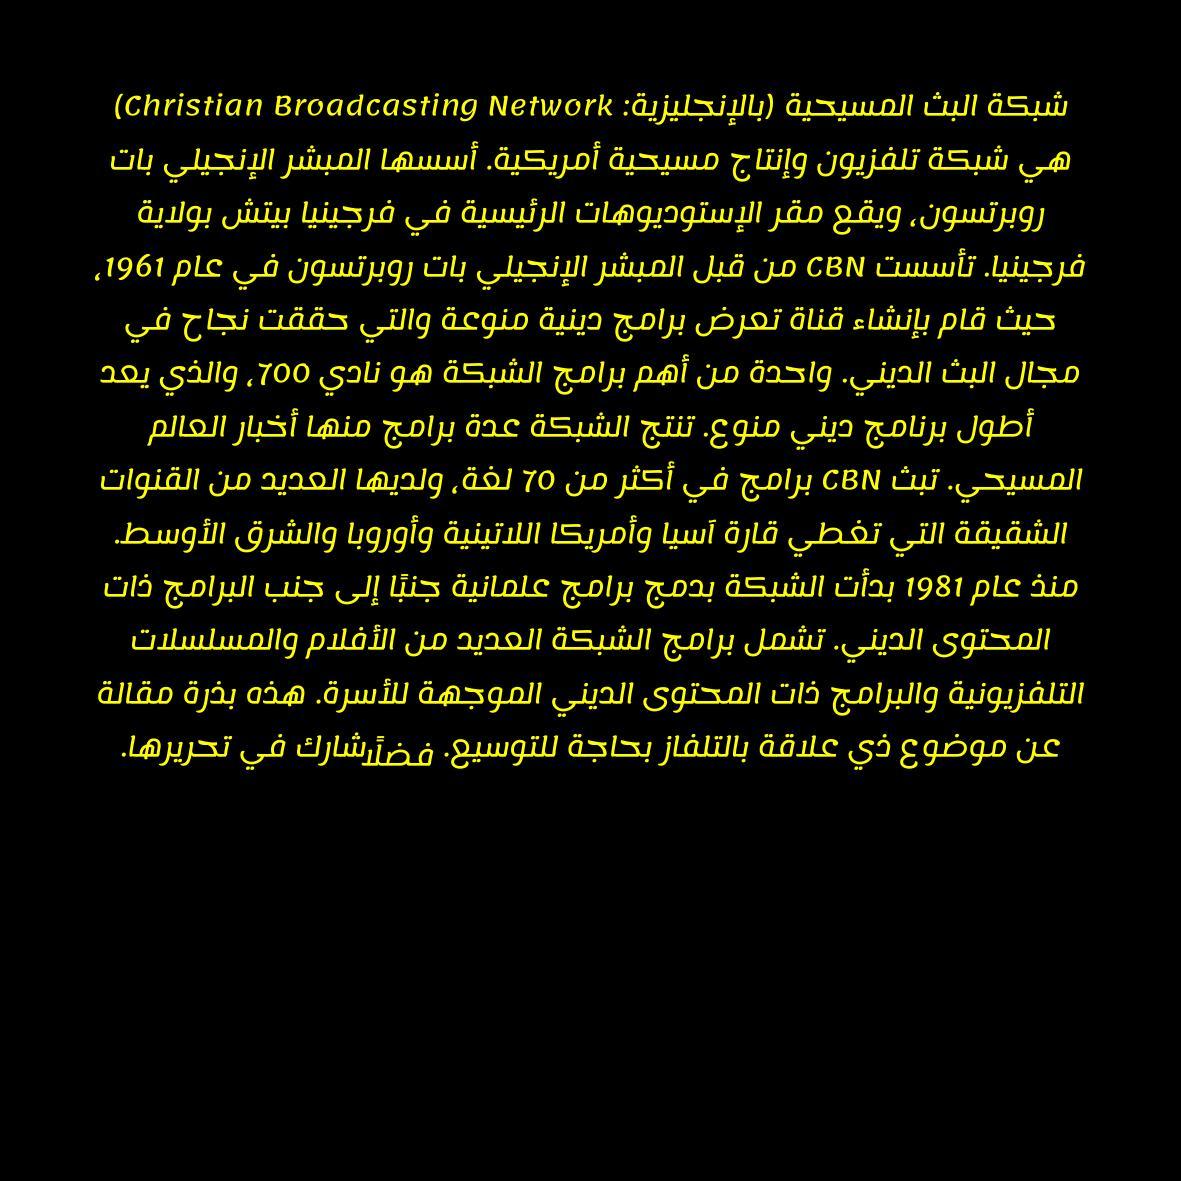 شبكة البث المسيحية (بالإنجليزية: Christian Broadcasting Network)
هي شبكة تلفزيون وإنتاج مسيحية أمريكية. أسسها المبشر الإنجيلي بات
روبرتسون، ويقع مقر الإستوديوهات الرئيسية في فرجينيا بيتش بولاية
فرجينيا. تأسست CBN من قبل المبشر الإنجيلي بات روبرتسون في عام 1961،
حيث قام بإنشاء قناة تعرض برامج دينية منوعة والتي حققت نجاح في
مجال البث الديني. واحدة من أهم برامج الشبكة هو نادي 700، والذي يعد
أطول برنامج ديني منوع. تنتج الشبكة عدة برامج منها أخبار العالم
المسيحي. تبث CBN برامج في أكثر من 70 لغة، ولديها العديد من القنوات
الشقيقة التي تغطي قارة آسيا وأمريكا اللاتينية وأوروبا والشرق الأوسط.
منذ عام 1981 بدأت الشبكة بدمج برامج علمانية جنبًا إلى جنب البرامج ذات
المحتوى الديني. تشمل برامج الشبكة العديد من الأفلام والمسلسلات
التلفزيونية والبرامج ذات المحتوى الديني الموجهة للأسرة. هذه بذرة مقالة
عن موضوع ذي علاقة بالتلفاز بحاجة للتوسيع. فضلًاشارك في تحريرها.